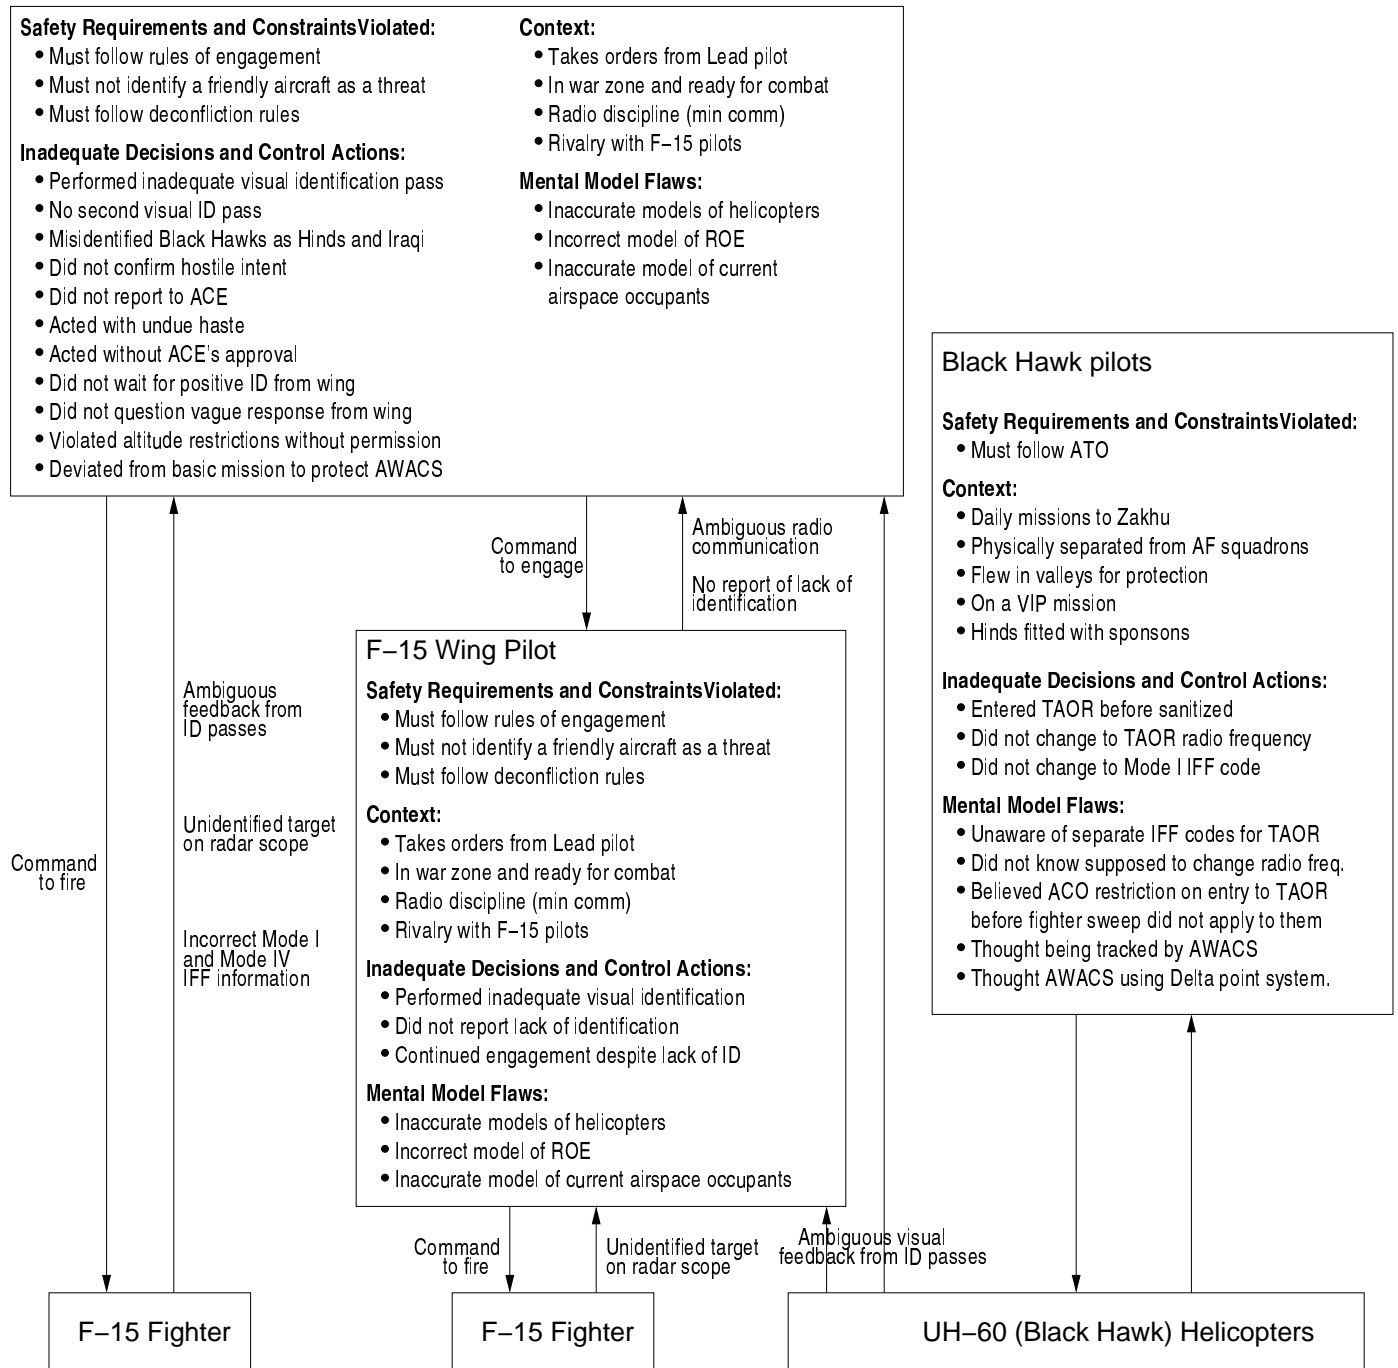 Safety Requirements and ConstraintsViolated:
• Must follow rules of engagement
• Must not identify a friendly aircraft as a threat
• Must follow deconfliction rules
Inadequate Decisions and Control Actions:
• Performed inadequate visual identification pass
• No second visual ID pass
• Misidentified Black Hawks as Hinds and Iraqi
• Did not confirm hostile intent
• Did not report to ACE
• Acted with undue haste
• Acted without ACE's approval
• Did not wait for positive ID from wing
• Did not question vague response from wing
• Violated altitude restrictions without permission
• Deviated from basic mission to protect AWACS
Context:
• Takes orders from Lead pilot
• In war zone and ready for combat
• Radio discipline (min comm)
• Rivalry with F−15 pilots
Mental Model Flaws:
• Inaccurate models of helicopters
• Incorrect model of ROE
• Inaccurate model of current
airspace occupants
Command
to fire
Ambiguous
feedback from
ID passes
Unidentified target
on radar scope
Incorrect Mode I
and Mode IV
IFF information
Command
to engage
Ambiguous radio
communication
No report of lack of
identification
F−15 Wing Pilot
Safety Requirements and ConstraintsViolated:
• Must follow rules of engagement
• Must not identify a friendly aircraft as a threat
• Must follow deconfliction rules
Context:
• Takes orders from Lead pilot
• In war zone and ready for combat
• Radio discipline (min comm)
• Rivalry with F−15 pilots
Inadequate Decisions and Control Actions:
• Performed inadequate visual identification
• Did not report lack of identification
• Continued engagement despite lack of ID
Mental Model Flaws:
• Inaccurate models of helicopters
• Incorrect model of ROE
• Inaccurate model of current airspace occupants
Command
to fire
Unidentified target
on radar scope
Ambiguous visual
feedback from ID passes
Black Hawk pilots
Safety Requirements and ConstraintsViolated:
• Must follow ATO
Context:
• Daily missions to Zakhu
• Physically separated from AF squadrons
• Flew in valleys for protection
• On a VIP mission
• Hinds fitted with sponsons
Inadequate Decisions and Control Actions:
• Entered TAOR before sanitized
• Did not change to TAOR radio frequency
• Did not change to Mode I IFF code
Mental Model Flaws:
• Unaware of separate IFF codes for TAOR
• Did not know supposed to change radio freq.
• Believed ACO restriction on entry to TAOR
before fighter sweep did not apply to them
• Thought being tracked by AWACS
• Thought AWACS using Delta point system.
F−15 Fighter
F−15 Fighter
UH−60 (Black Hawk) Helicopters